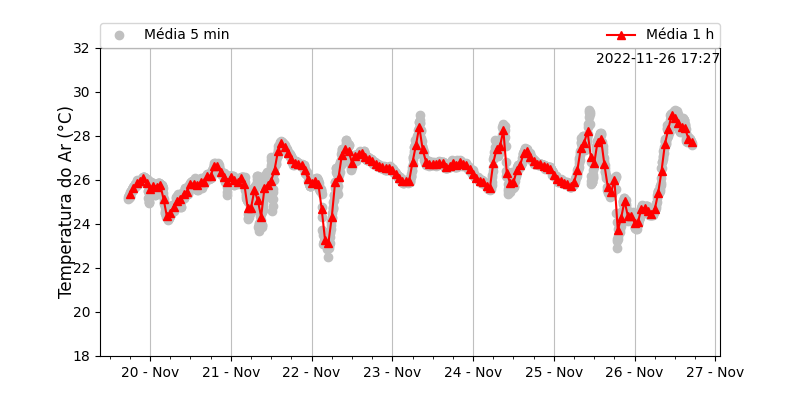 Média 5 min
Média 1 h
2022-11-26 17:27
Temperatura do Ar (°C)
32
30
28
26
24
22
20
18
20 - Nov
21 - Nov
22 - Nov
23 - Nov
24 - Nov
25 - Nov
26 - Nov
27 - Nov